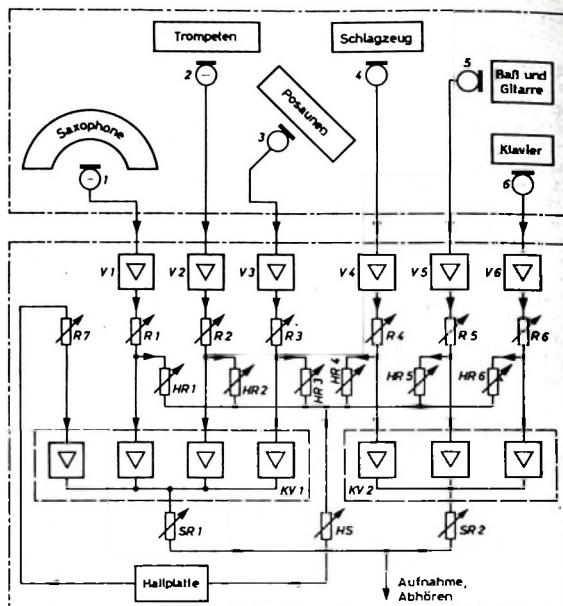 Trompeten
Schlagzeug
2
4
5
Baß und
Gitarre
Saxophone
Posaunen
3
Klavier
1
6
V1
V2
V3
V4
V5
V6
R7
R1
R2
R3
R4
R5
R6
HR1
HR2
HR3
HR4
HR5
HR6
KV1
KV2
SR1
HS
SR2
Hallplatte
Aufnahme,
Abhören